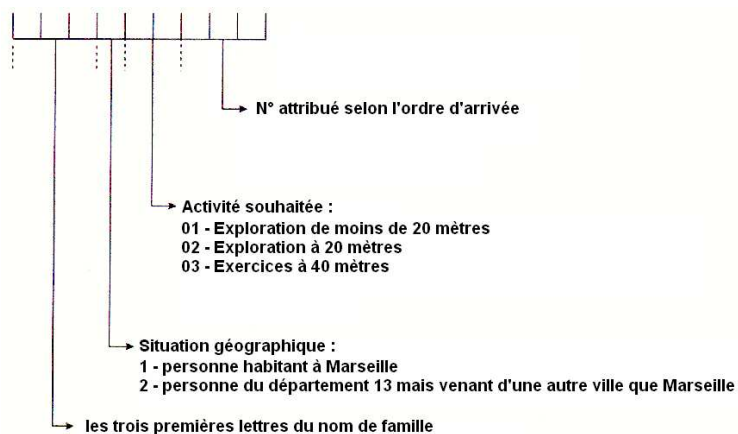 N° attribué selon l'ordre d'arrivée
Activité souhaitée :
01 - Exploration de moins de 20 mètres
02 - Exploration à 20 mètres
03 - Exercices à 40 mètres
Situation géographique :
1 - personne habitant à Marseille
2 - personne du département 13 mais venant d'une autre ville que Marseille
les trois premières lettres du nom de famille